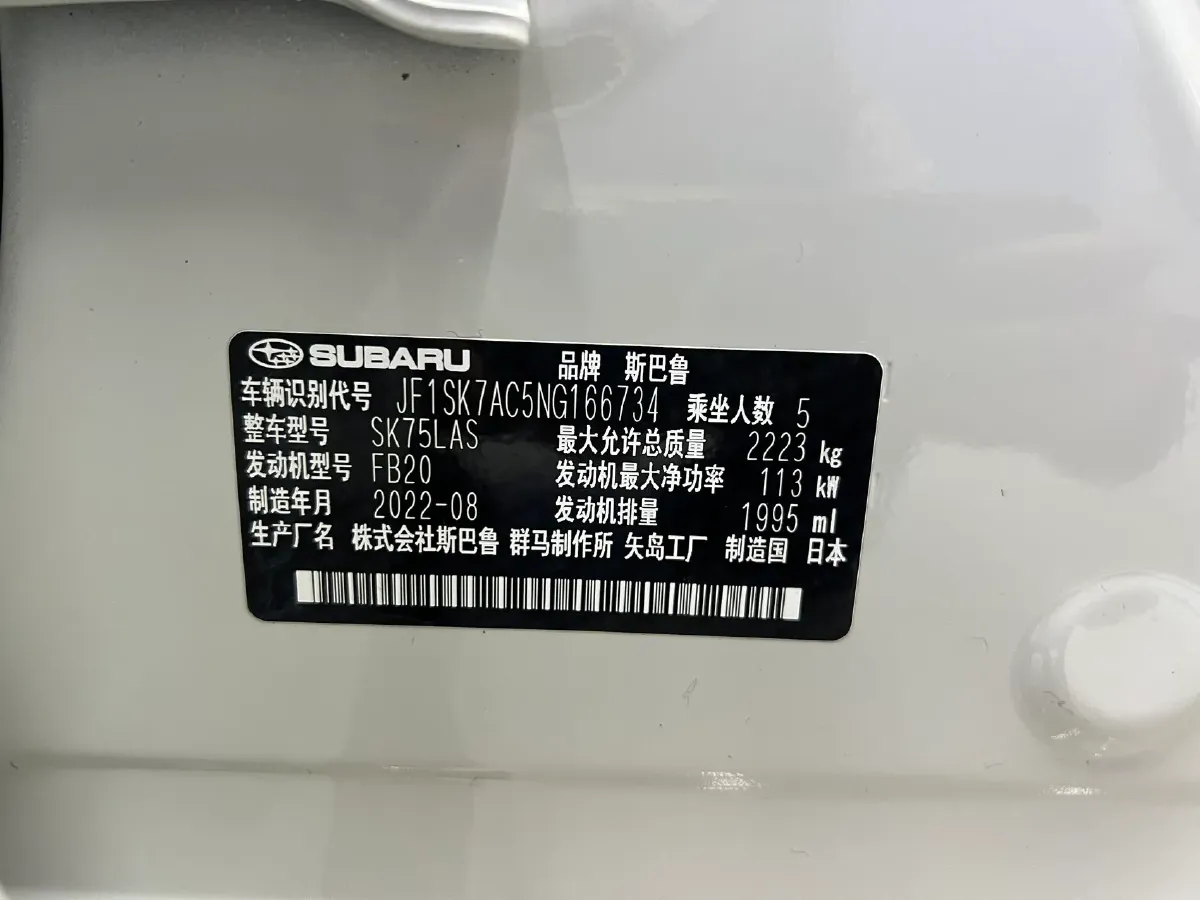 SUBARU 品牌 斯巴鲁
车辆识别代号 JF1SK7AC5NG166734 乘坐人数 5
整车型号 SK75LAS 最大允许总质量 2223 kg
发动机型号 FB20 发动机最大净功率 113 kW
制造年月 2022-08 发动机排量 1995 ml
生产厂名 株式会社斯巴鲁 群马制作所 矢岛工厂 制造国 日本